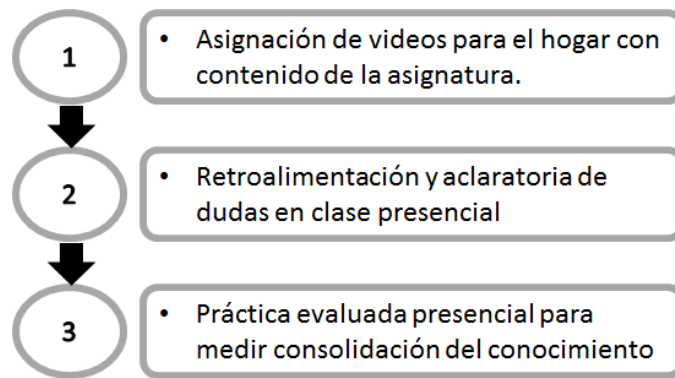 1
• Asignación de videos para el hogar con
contenido de la asignatura.
2
• Retroalimentación y aclaratoria de
dudas en clase presencial
3
• Práctica evaluada presencial para
medir consolidación del conocimiento